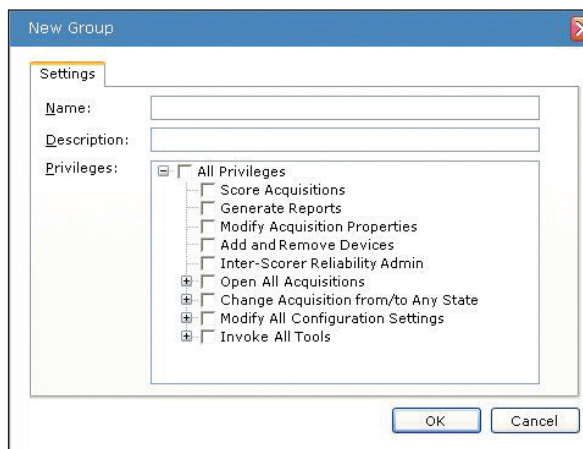 New Group
Settings
Name:
Description:
Privileges:
All Privileges
Score Acquisitions
Generate Reports
Modify Acquisition Properties
Add and Remove Devices
Inter-Scorer Reliability Admin
Open All Acquisitions
Change Acquisition from/to Any State
Modify All Configuration Settings
Invoke All Tools
OK Cancel